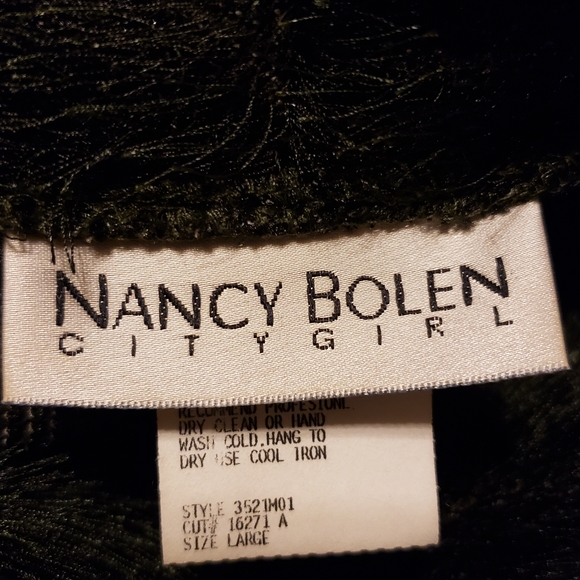 NANCY BOLEN
CITYGIRL
RECOMMEND PROFESIONL
DRY CLEAN OR HAND
WASH COLD.HANG TO
DRY USE COOL IRON
STYLE 3521M01
CUT# 16271 A
SIZE LARGE